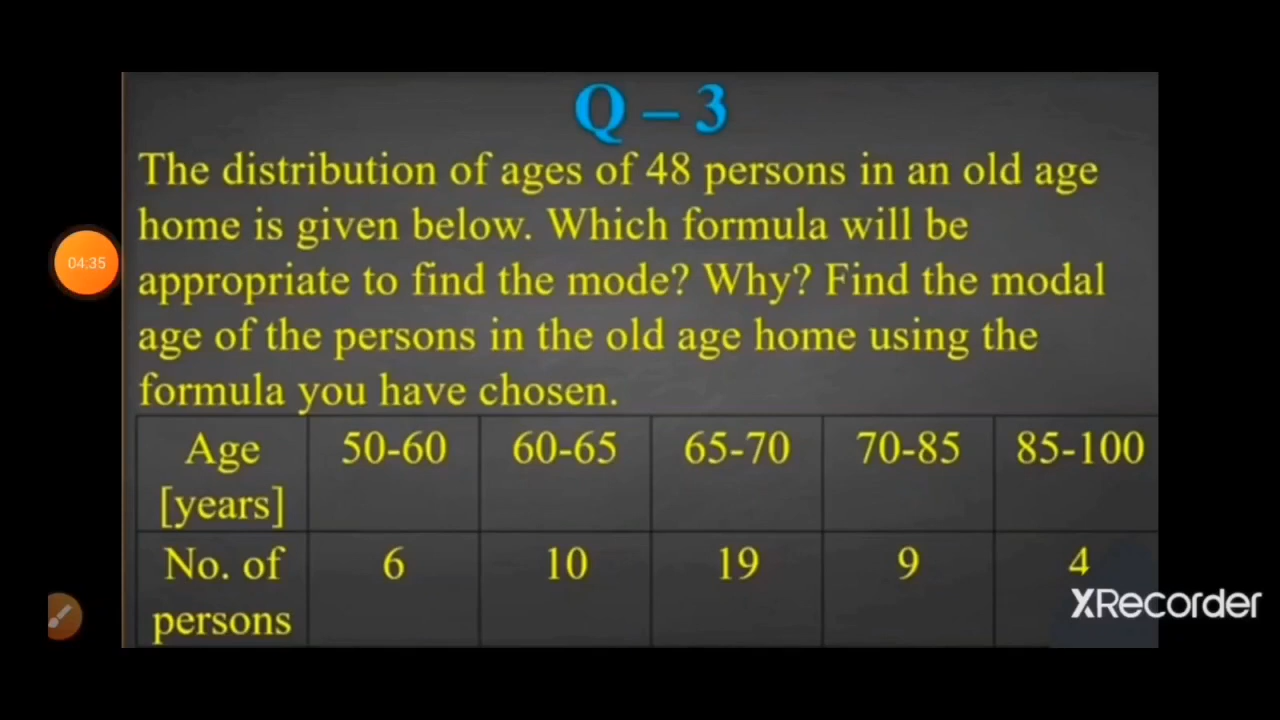 Q – 3
The distribution of ages of 48 persons in an old age
home is given below. Which formula will be
appropriate to find the mode? Why? Find the modal
age of the persons in the old age home using the
formula you have chosen.
Age [years] 50-60 60-65 65-70 70-85 85-100
No. of persons 6 10 19 9 4
04:35
XRecorder